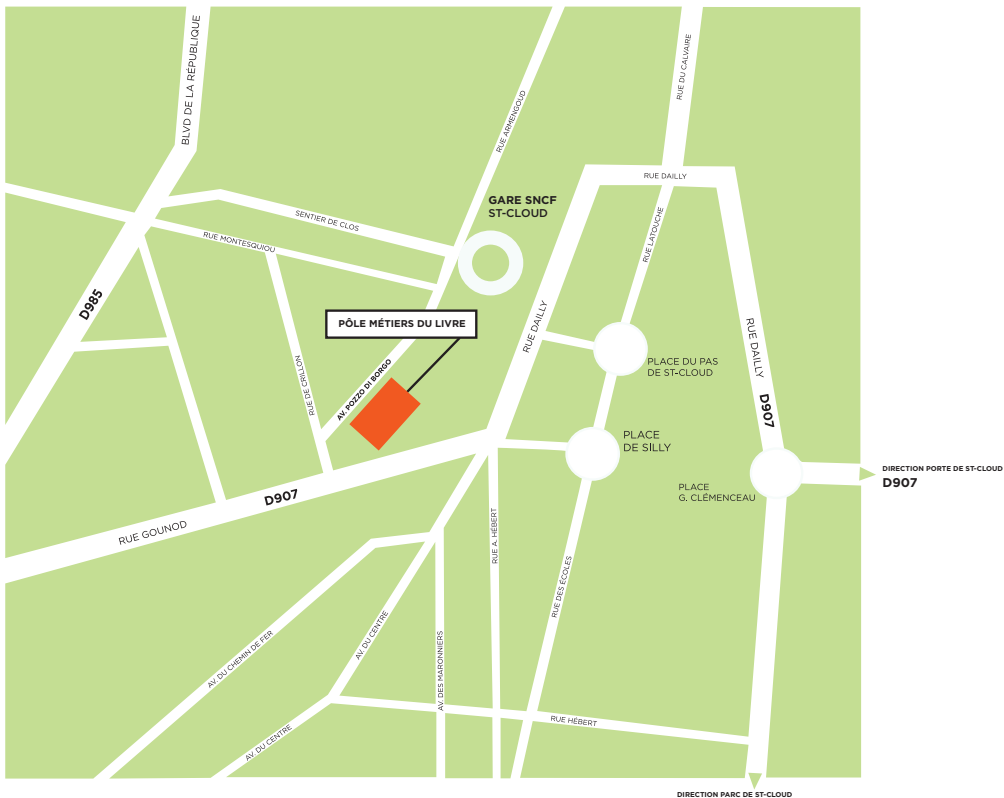 BLVD DE LA RÉPUBLIQUE
RUE ARMENGOUD
RUE DU CALVAIRE
RUE DAILLY
GARE SNCF
ST-CLOUD
SENTIER DE CLOS
RUE MONTESQUIOU
RUE LATOUCHE
D985
PÔLE MÉTIERS DU LIVRE
RUE DAILLY
RUE DAILLY
D907
PLACE DU PAS
DE ST-CLOUD
RUE DE CRILLON
AV. POZZO DI BORGO
PLACE
DE SILLY
DIRECTION PORTE DE ST-CLOUD
D907
PLACE
G. CLÉMENCEAU
D907
RUE GOUNOD
RUE A. HÉBERT
RUE DES ÉCOLES
AV. DU CHEMIN DE FER
AV. DU CENTRE
AV. DES MARONNIERS
RUE HÉBERT
AV. DU CENTRE
DIRECTION PARC DE ST-CLOUD